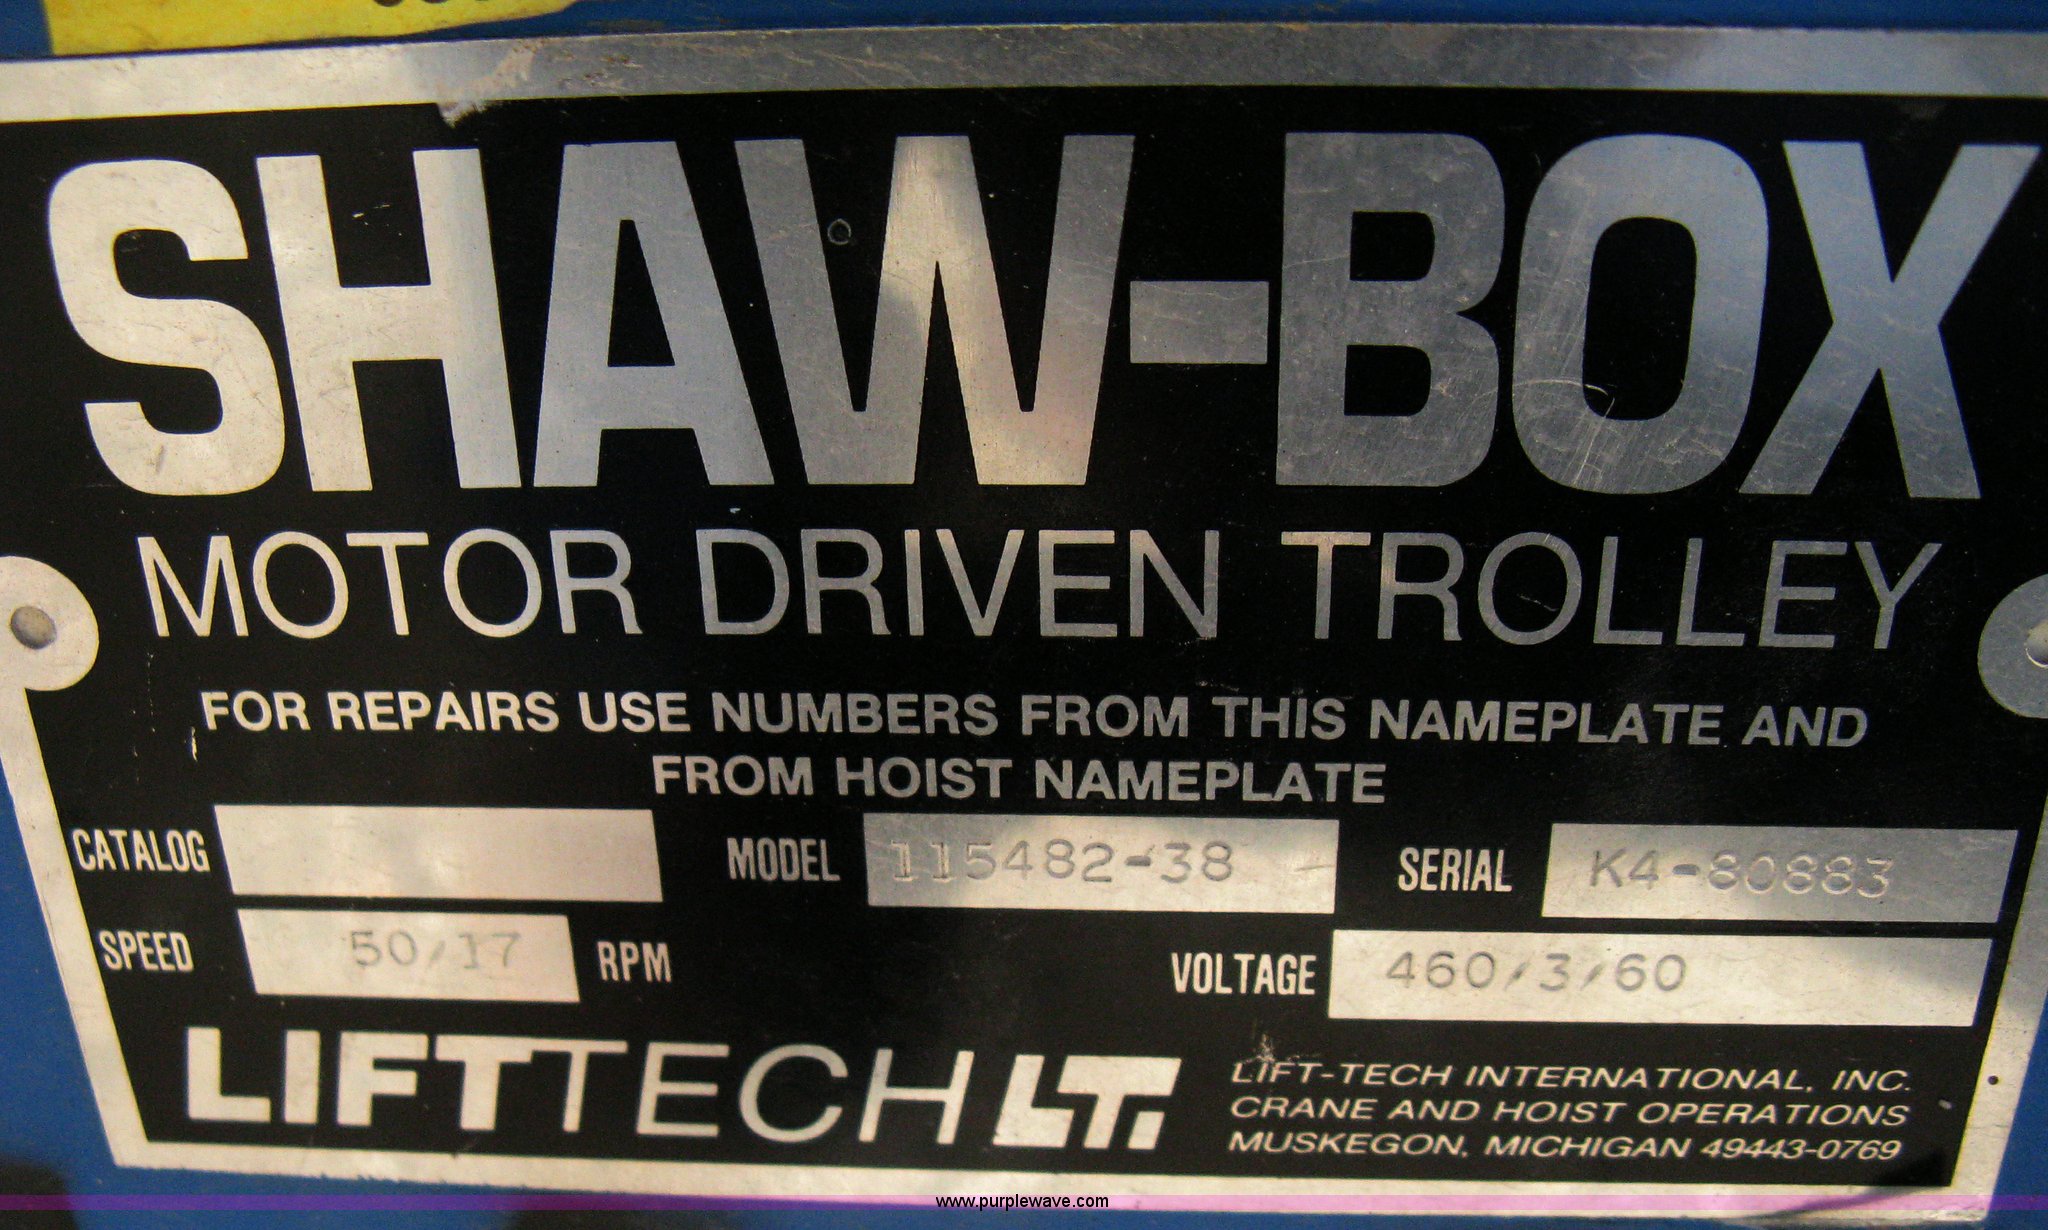 SHAW-BOX
MOTOR DRIVEN TROLLEY
FOR REPAIRS USE NUMBERS FROM THIS NAMEPLATE AND
FROM HOIST NAMEPLATE
CATALOG MODEL 115482-38 SERIAL K4-80883
SPEED 50/17 RPM VOLTAGE 460/3/60
LIFTTECH LT.
LIFT-TECH INTERNATIONAL, INC.
CRANE AND HOIST OPERATIONS
MUSKEGON, MICHIGAN 49443-0769
www.purplewave.com